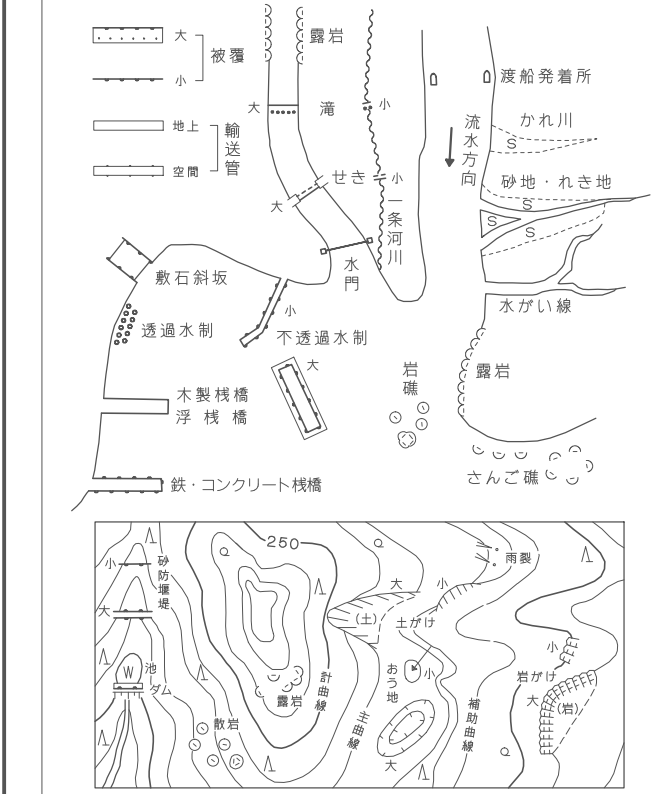 大
被覆
小
地上
輸送管
空間
露岩
大
滝
小
せき
小
大
一条河川
水門
渡船発着所
流水方向
かれ川
S
砂地・れき地
S
S
S
水がい線
敷石斜坂
透過水制
小
不透過水制
大
木製桟橋
浮桟橋
鉄・コンクリート桟橋
岩礁
露岩
さんご礁
小
砂防堰堤
大
W
池
ダム
250
露岩
散岩
計曲線
主曲線
大
小
(土)
土がけ
おう地
小
大
補助曲線
雨裂
小
岩がけ
大
(岩)